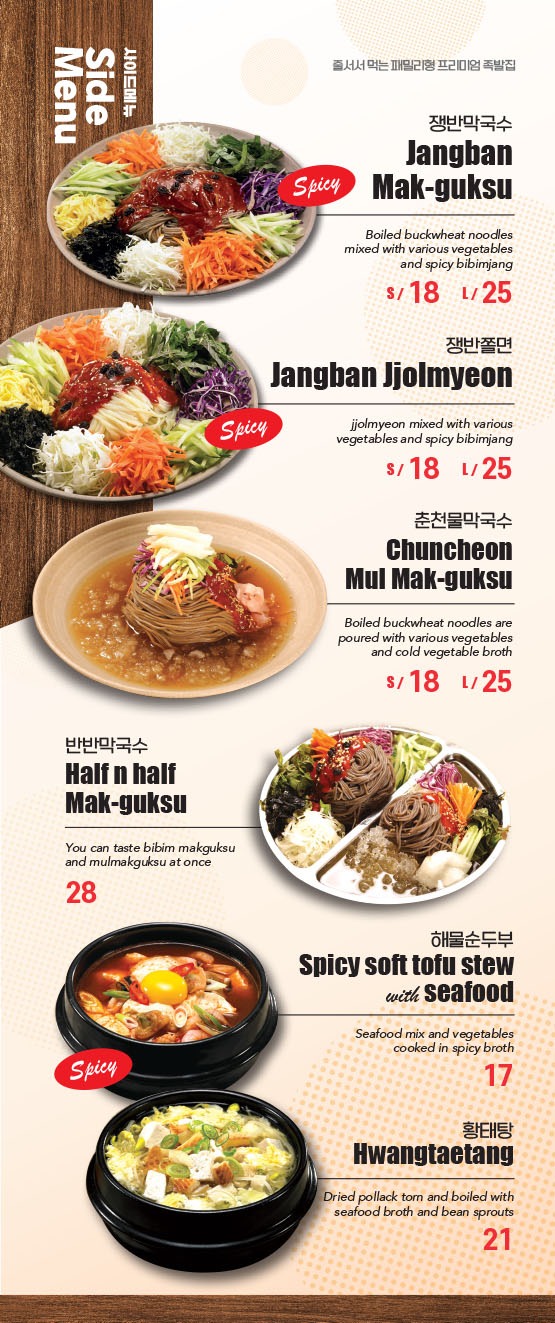 Side
Menu
사이드메뉴
줄서서 먹는 패밀리형 프리미엄 족발집
쟁반막국수
Jangban
Mak-guksu
Spicy
Boiled buckwheat noodles
mixed with various vegetables
and spicy bibimjang
S/18 L/25
쟁반쫄면
Jangban Jjolmyeon
Spicy
jjolmyeon mixed with various
vegetables and spicy bibimjang
S/18 L/25
춘천물막국수
Chuncheon
Mul Mak-guksu
Boiled buckwheat noodles are
poured with various vegetables
and cold vegetable broth
S/18 L/25
반반막국수
Half n half
Mak-guksu
You can taste bibim makguksu
and mulmakguksu at once
28
해물순두부
Spicy soft tofu stew
with seafood
Seafood mix and vegetables
cooked in spicy broth
17
Spicy
황태탕
Hwangtaetang
Dried pollack torn and boiled with
seafood broth and bean sprouts
21